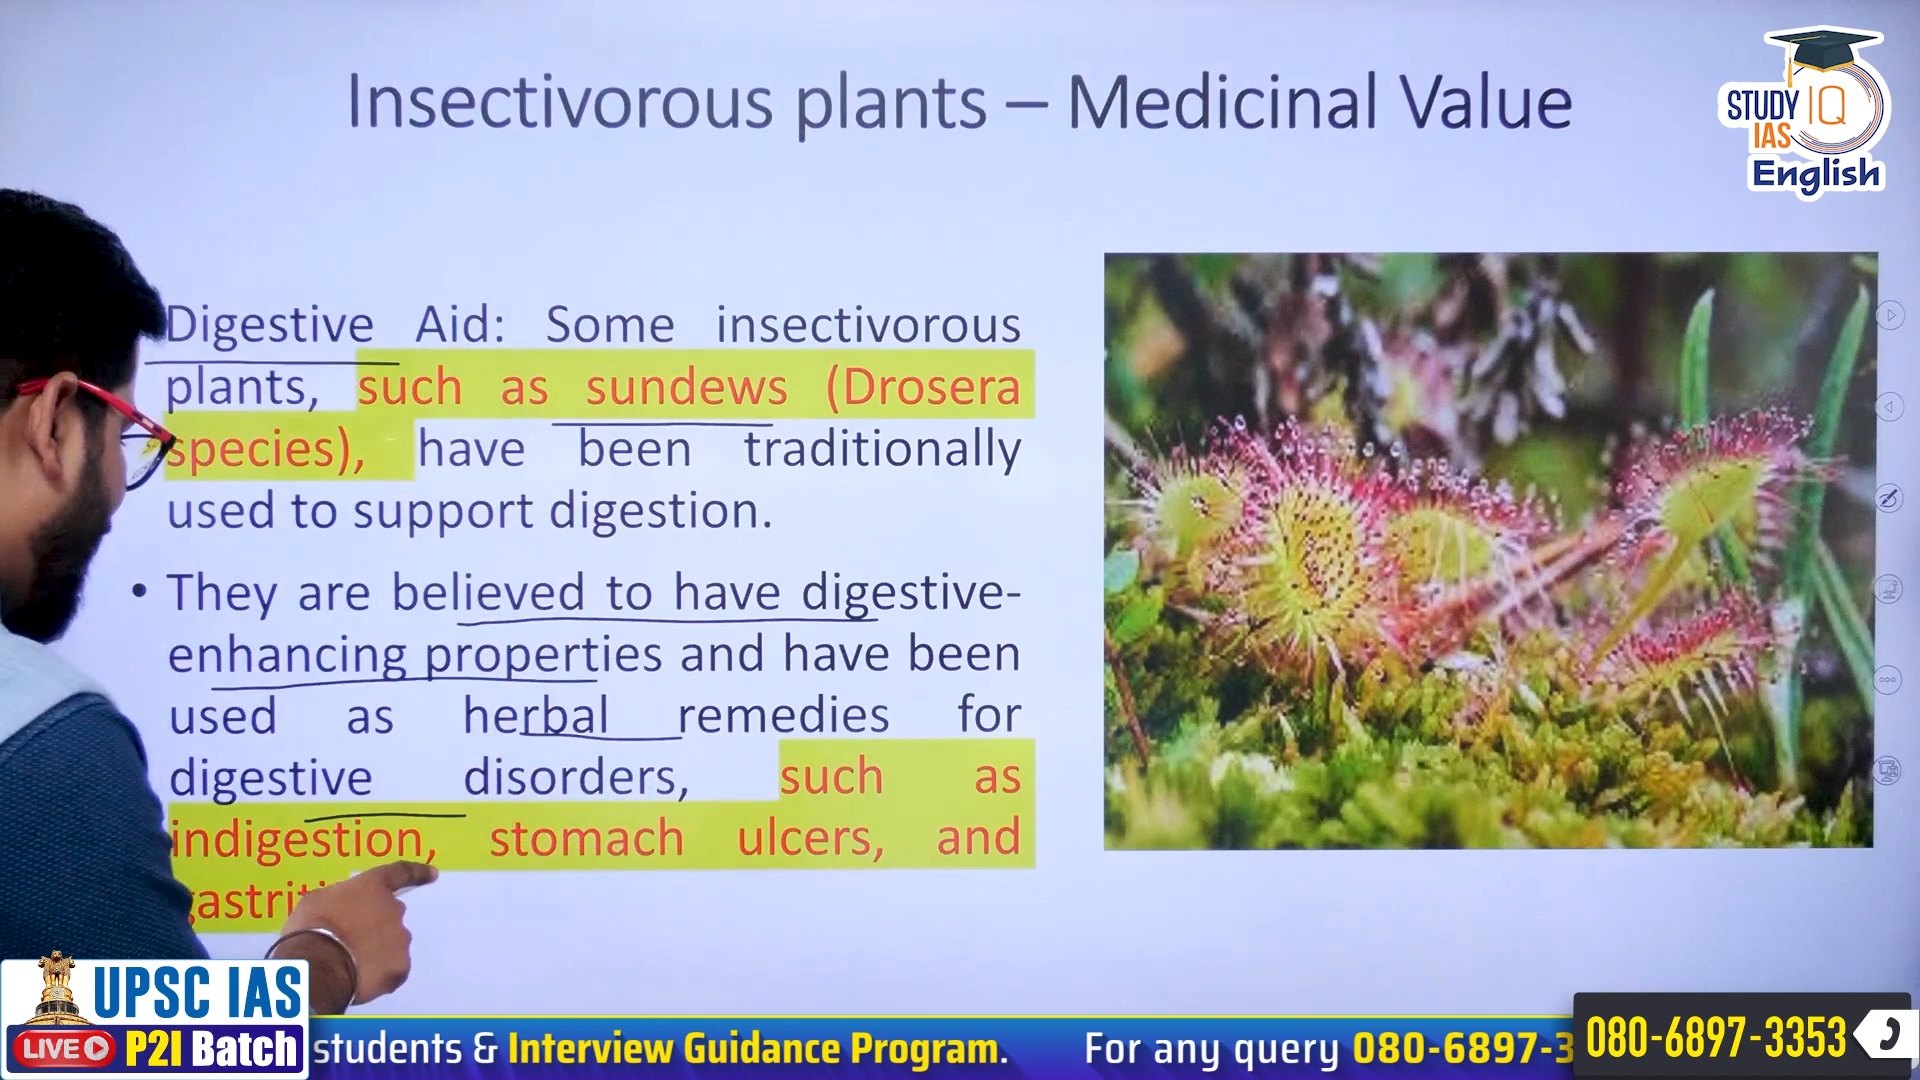 Insectivorous plants – Medicinal Value
STUDY IQ
IAS
English
Digestive Aid: Some insectivorous
plants, such as sundews (Drosera
species), have been traditionally
used to support digestion.
• They are believed to have digestive-
enhancing properties and have been
used as herbal remedies for
digestive disorders, such as
indigestion, stomach ulcers, and
UPSC IAS
LIVE P2I Batch
students & Interview Guidance Program. For any query 080-6897-3
080-6897-3353